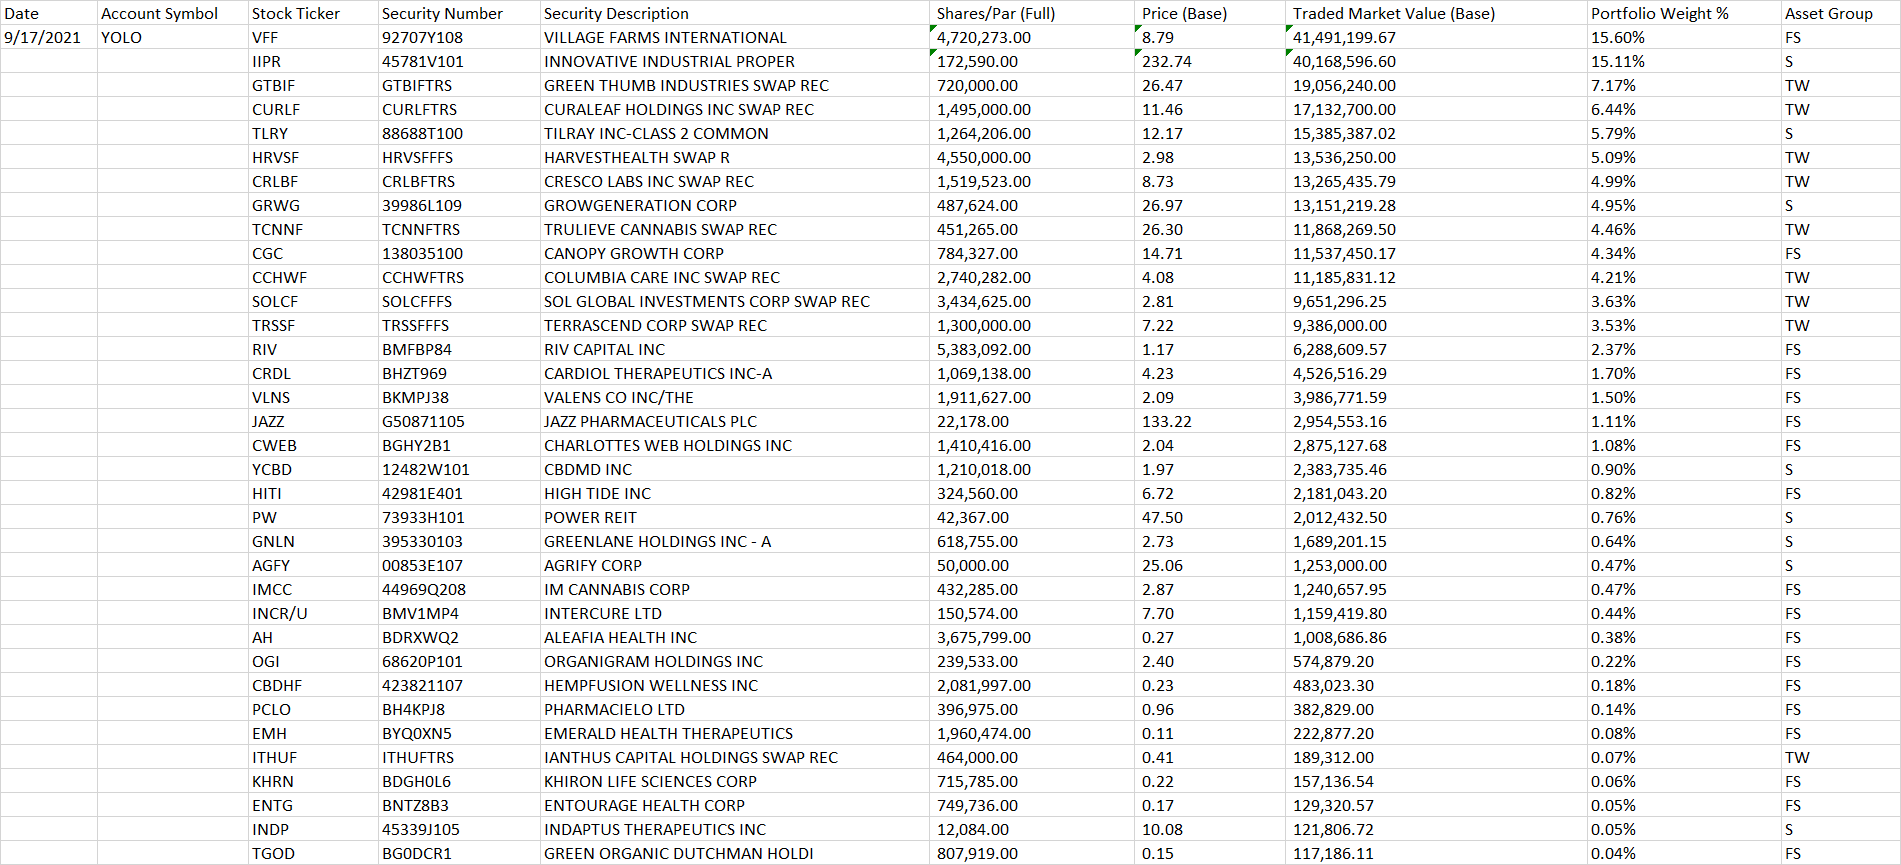 Date Account Symbol Stock Ticker Security Number Security Description Shares/Par (Full) Price (Base) Traded Market Value (Base) Portfolio Weight % Asset Group
9/17/2021 YOLO VFF 92707Y108 VILLAGE FARMS INTERNATIONAL 4,720,273.00 8.79 41,491,199.67 15.60% FS
IIPR 45781V101 INNOVATIVE INDUSTRIAL PROPER 172,590.00 232.74 40,168,596.60 15.11% S
GTBIF GTBIFTRS GREEN THUMB INDUSTRIES SWAP REC 720,000.00 26.47 19,056,240.00 7.17% TW
CURLF CURLFTRS CURALEAF HOLDINGS INC SWAP REC 1,495,000.00 11.46 17,132,700.00 6.44% TW
TLRY 88688T100 TILRAY INC-CLASS 2 COMMON 1,264,206.00 12.17 15,385,387.02 5.79% S
HRVSF HRVSFFFS HARVESTHEALTH SWAP R 4,550,000.00 2.98 13,536,250.00 5.09% TW
CRLBF CRLBFTRS CRESCO LABS INC SWAP REC 1,519,523.00 8.73 13,265,435.79 4.99% TW
GRWG 39986L109 GROWGENERATION CORP 487,624.00 26.97 13,151,219.28 4.95% S
TCNNF TCNNFTRS TRULIEVE CANNABIS SWAP REC 451,265.00 26.30 11,868,269.50 4.46% TW
CGC 138035100 CANOPY GROWTH CORP 784,327.00 14.71 11,537,450.17 4.34% FS
CCHWF CCHWFTRS COLUMBIA CARE INC SWAP REC 2,740,282.00 4.08 11,185,831.12 4.21% TW
SOLCF SOLCFFFS SOL GLOBAL INVESTMENTS CORP SWAP REC 3,434,625.00 2.81 9,651,296.25 3.63% TW
TRSSF TRSSFFFS TERRASCEND CORP SWAP REC 1,300,000.00 7.22 9,386,000.00 3.53% TW
RIV BMFBP84 RIV CAPITAL INC 5,383,092.00 1.17 6,288,609.57 2.37% FS
CRDL BHZT969 CARDIOL THERAPEUTICS INC-A 1,069,138.00 4.23 4,526,516.29 1.70% FS
VLNS BKMPJ38 VALENS CO INC/THE 1,911,627.00 2.09 3,986,771.59 1.50% FS
JAZZ G50871105 JAZZ PHARMACEUTICALS PLC 22,178.00 133.22 2,954,553.16 1.11% FS
CWEB BGHY2B1 CHARLOTTES WEB HOLDINGS INC 1,410,416.00 2.04 2,875,127.68 1.08% FS
YCBD 12482W101 CBDMD INC 1,210,018.00 1.97 2,383,735.46 0.90% S
HITI 42981E401 HIGH TIDE INC 324,560.00 6.72 2,181,043.20 0.82% FS
PW 73933H101 POWER REIT 42,367.00 47.50 2,012,432.50 0.76% S
GNLN 395330103 GREENLANE HOLDINGS INC - A 618,755.00 2.73 1,689,201.15 0.64% S
AGFY 00853E107 AGRIFY CORP 50,000.00 25.06 1,253,000.00 0.47% S
IMCC 44969Q208 IM CANNABIS CORP 432,285.00 2.87 1,240,657.95 0.47% FS
INCR/U BMV1MP4 INTERCURE LTD 150,574.00 7.70 1,159,419.80 0.44% FS
AH BDRXWQ2 ALEAFIA HEALTH INC 3,675,799.00 0.27 1,008,686.86 0.38% FS
OGI 68620P101 ORGANIGRAM HOLDINGS INC 239,533.00 2.40 574,879.20 0.22% FS
CBDHF 423821107 HEMPFUSION WELLNESS INC 2,081,997.00 0.23 483,023.30 0.18% FS
PCLO BH4KPJ8 PHARMACIELO LTD 396,975.00 0.96 382,829.00 0.14% FS
EMH BYQ0XN5 EMERALD HEALTH THERAPEUTICS 1,960,474.00 0.11 222,877.20 0.08% FS
ITHUF ITHUFTRS IANTHUS CAPITAL HOLDINGS SWAP REC 464,000.00 0.41 189,312.00 0.07% TW
KHRN BDGH0L6 KHIRON LIFE SCIENCES CORP 715,785.00 0.22 157,136.54 0.06% FS
ENTG BNTZ8B3 ENTOURAGE HEALTH CORP 749,736.00 0.17 129,320.57 0.05% FS
INDP 45339J105 INDAPTUS THERAPEUTICS INC 12,084.00 10.08 121,806.72 0.05% S
TGOD BG0DCR1 GREEN ORGANIC DUTCHMAN HOLDI 807,919.00 0.15 117,186.11 0.04% FS